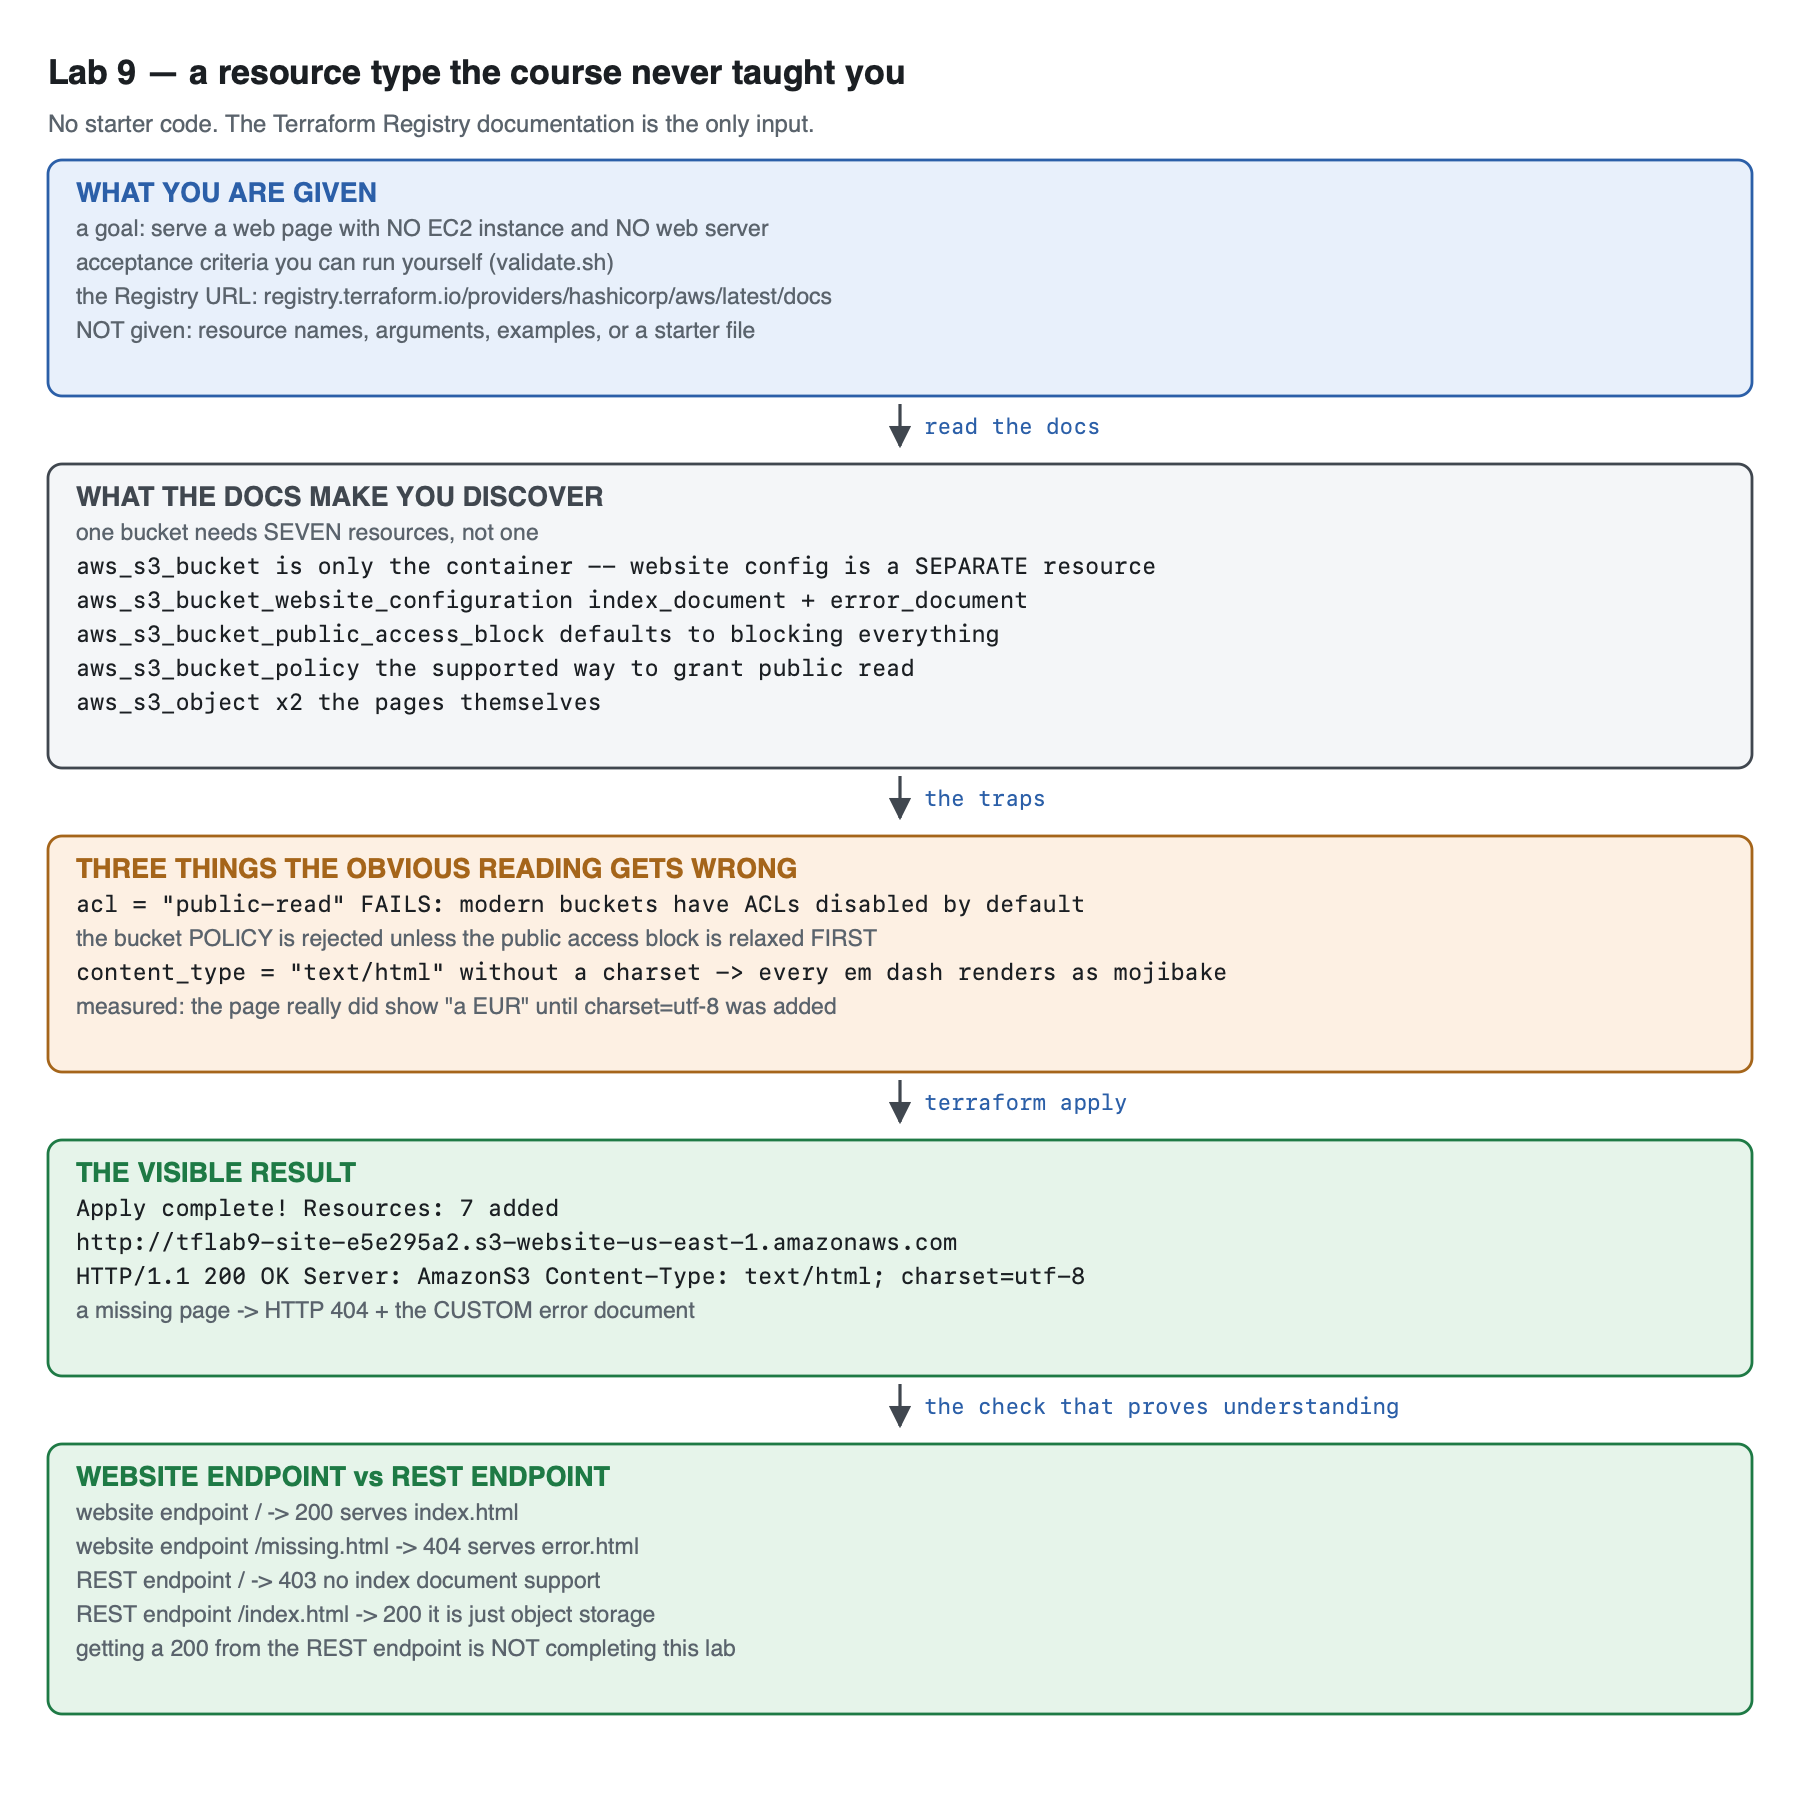 Lab 9 — a resource type the course never taught you
No starter code. The Terraform Registry documentation is the only input.
WHAT YOU ARE GIVEN
a goal: serve a web page with NO EC2 instance and NO web server
acceptance criteria you can run yourself (validate.sh)
the Registry URL: registry.terraform.io/providers/hashicorp/aws/latest/docs
NOT given: resource names, arguments, examples, or a starter file
read the docs
WHAT THE DOCS MAKE YOU DISCOVER
one bucket needs SEVEN resources, not one
aws_s3_bucket is only the container -- website config is a SEPARATE resource
aws_s3_bucket_website_configuration index_document + error_document
aws_s3_bucket_public_access_block defaults to blocking everything
aws_s3_bucket_policy the supported way to grant public read
aws_s3_object x2 the pages themselves
the traps
THREE THINGS THE OBVIOUS READING GETS WRONG
acl = "public-read" FAILS: modern buckets have ACLs disabled by default
the bucket POLICY is rejected unless the public access block is relaxed FIRST
content_type = "text/html" without a charset -> every em dash renders as mojibake
measured: the page really did show "a EUR" until charset=utf-8 was added
terraform apply
THE VISIBLE RESULT
Apply complete! Resources: 7 added
http://tflab9-site-e5e295a2.s3-website-us-east-1.amazonaws.com
HTTP/1.1 200 OK Server: AmazonS3 Content-Type: text/html; charset=utf-8
a missing page -> HTTP 404 + the CUSTOM error document
the check that proves understanding
WEBSITE ENDPOINT vs REST ENDPOINT
website endpoint / -> 200 serves index.html
website endpoint /missing.html -> 404 serves error.html
REST endpoint / -> 403 no index document support
REST endpoint /index.html -> 200 it is just object storage
getting a 200 from the REST endpoint is NOT completing this lab